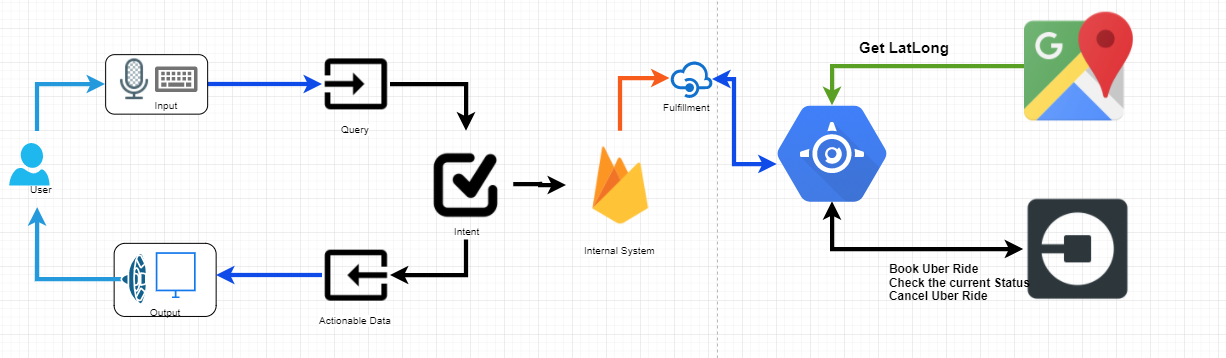 Get LatLong
G
Input
Fulfillment
Query
User
Intent
Internal System
Book Uber Ride
Check the current Status
Cancel Uber Ride
Output
Actionable Data